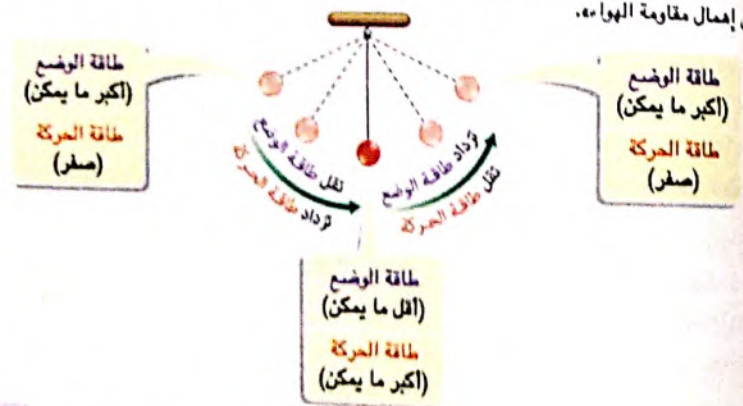 إهمال مقاومة الهواء».
طاقة الوضع
(أكبر ما يمكن)
طاقة الحركة
(صفر)
تقل طاقة الوضع
تزداد طاقة الحركة
تزداد طاقة الوضع
تقل طاقة الحركة
طاقة الوضع
(أكبر ما يمكن)
طاقة الحركة
(صفر)
طاقة الوضع
(أقل ما يمكن)
طاقة الحركة
(أكبر ما يمكن)